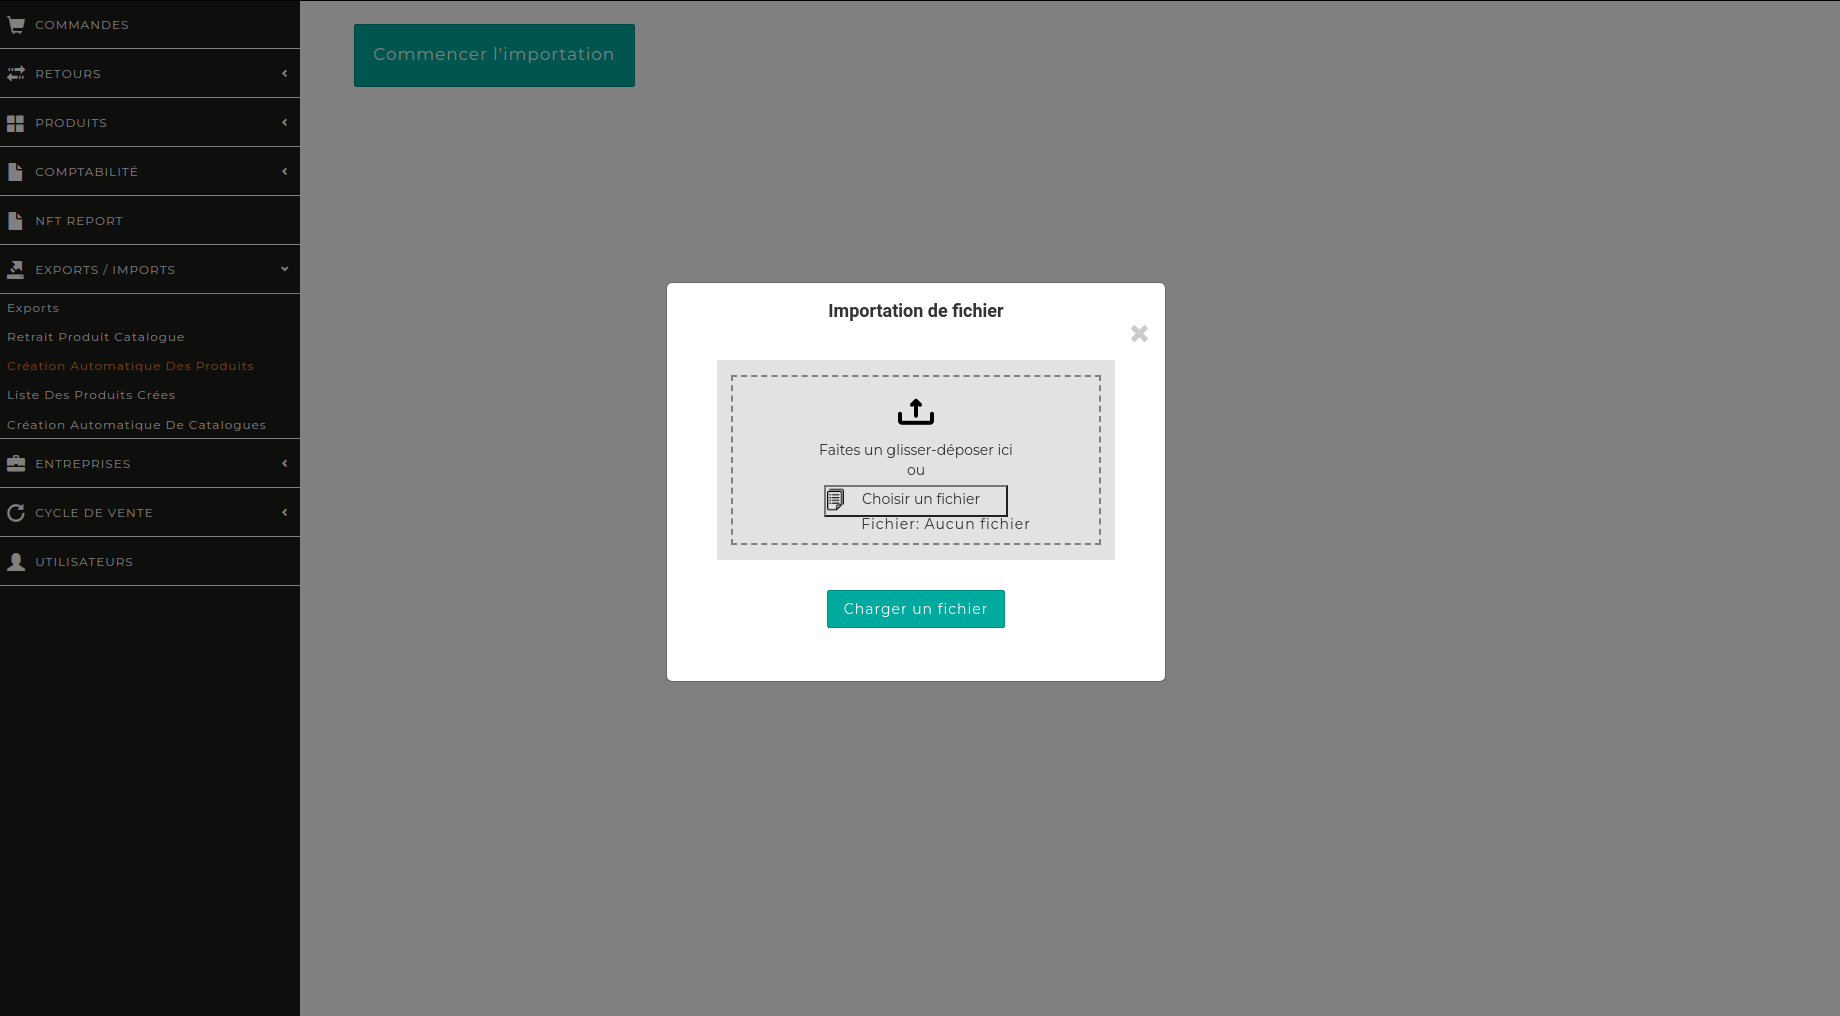 COMMANDES
RETOURS
PRODUITS
COMPTABILITÉ
NFT REPORT
EXPORTS / IMPORTS
Exports
Retrait Produit Catalogue
Création Automatique Des Produits
Liste Des Produits Crées
Création Automatique De Catalogues
ENTREPRISES
CYCLE DE VENTE
UTILISATEURS
Commencer l'importation
Importation de fichier
Faites un glisser-déposer ici
ou
Choisir un fichier
Fichier: Aucun fichier
Charger un fichier